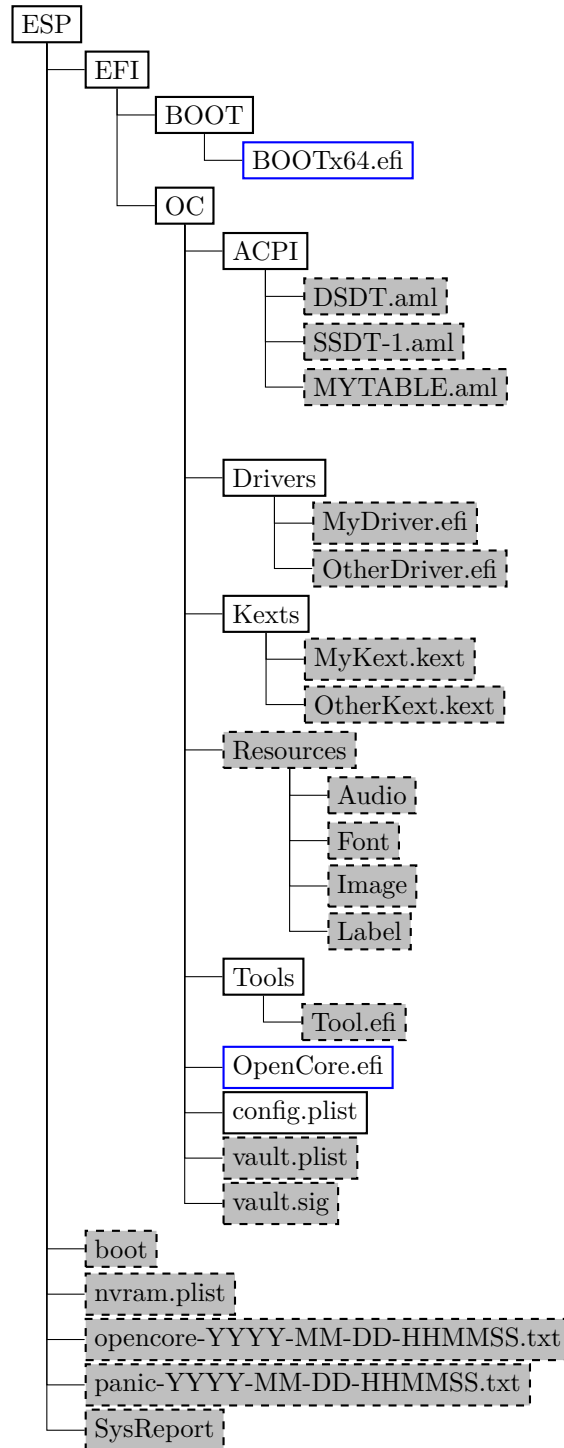 ESP
EFI
BOOT
BOOTx64.efi
OC
ACPI
DSDT.aml
SSDT-1.aml
MYTABLE.aml
Drivers
MyDriver.efi
OtherDriver.efi
Kexts
MyKext.kext
OtherKext.kext
Resources
Audio
Font
Image
Label
Tools
Tool.efi
OpenCore.efi
config.plist
vault.plist
vault.sig
boot
nvram.plist
opencore-YYYY-MM-DD-HHMMSS.txt
panic-YYYY-MM-DD-HHMMSS.txt
SysReport